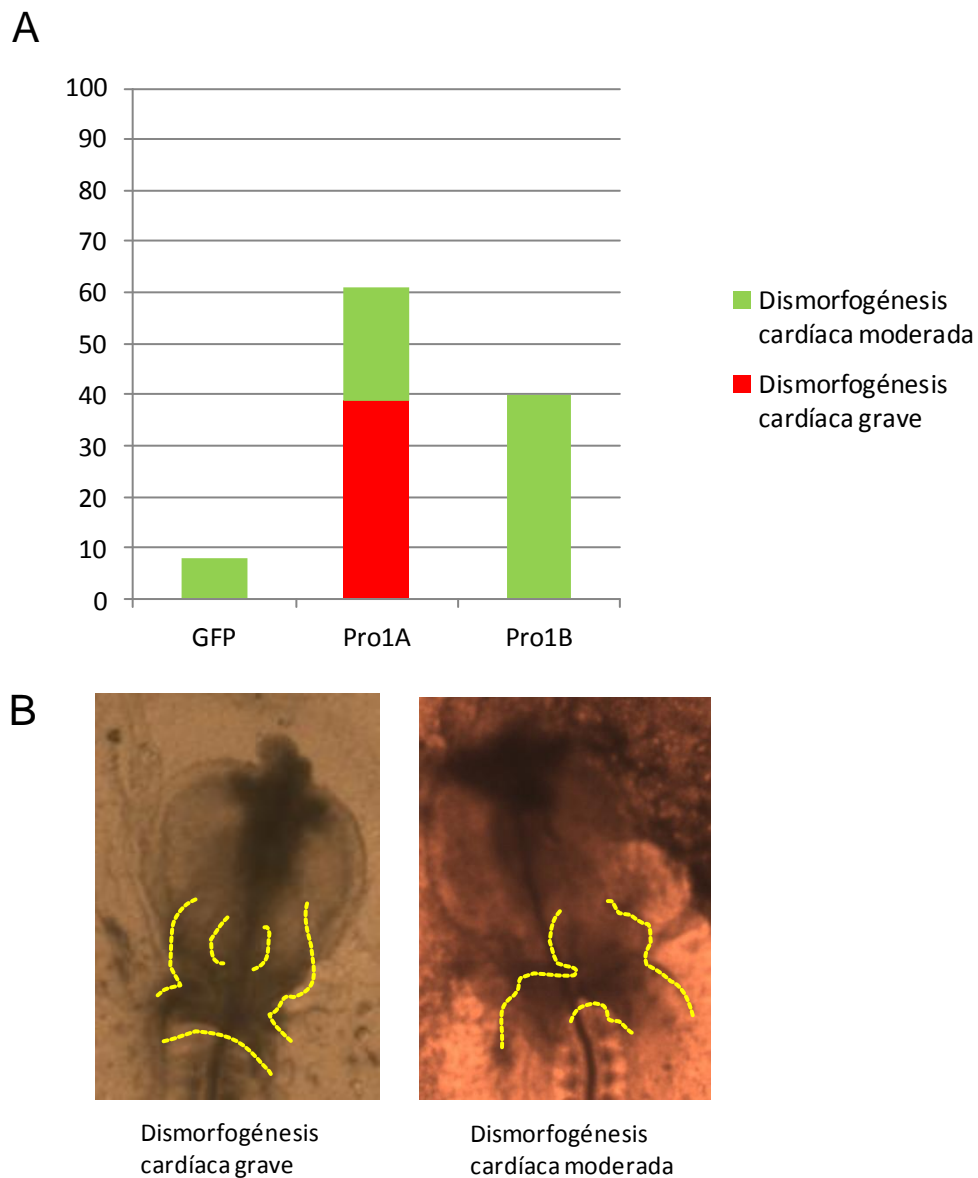 A
100
90
80
70
60
50
40
30
20
10
0
GFP
Pro1A
Pro1B
Dismorfogénesis
cardíaca moderada
Dismorfogénesis
cardíaca grave
B
Dismorfogénesis
cardíaca grave
Dismorfogénesis
cardíaca moderada